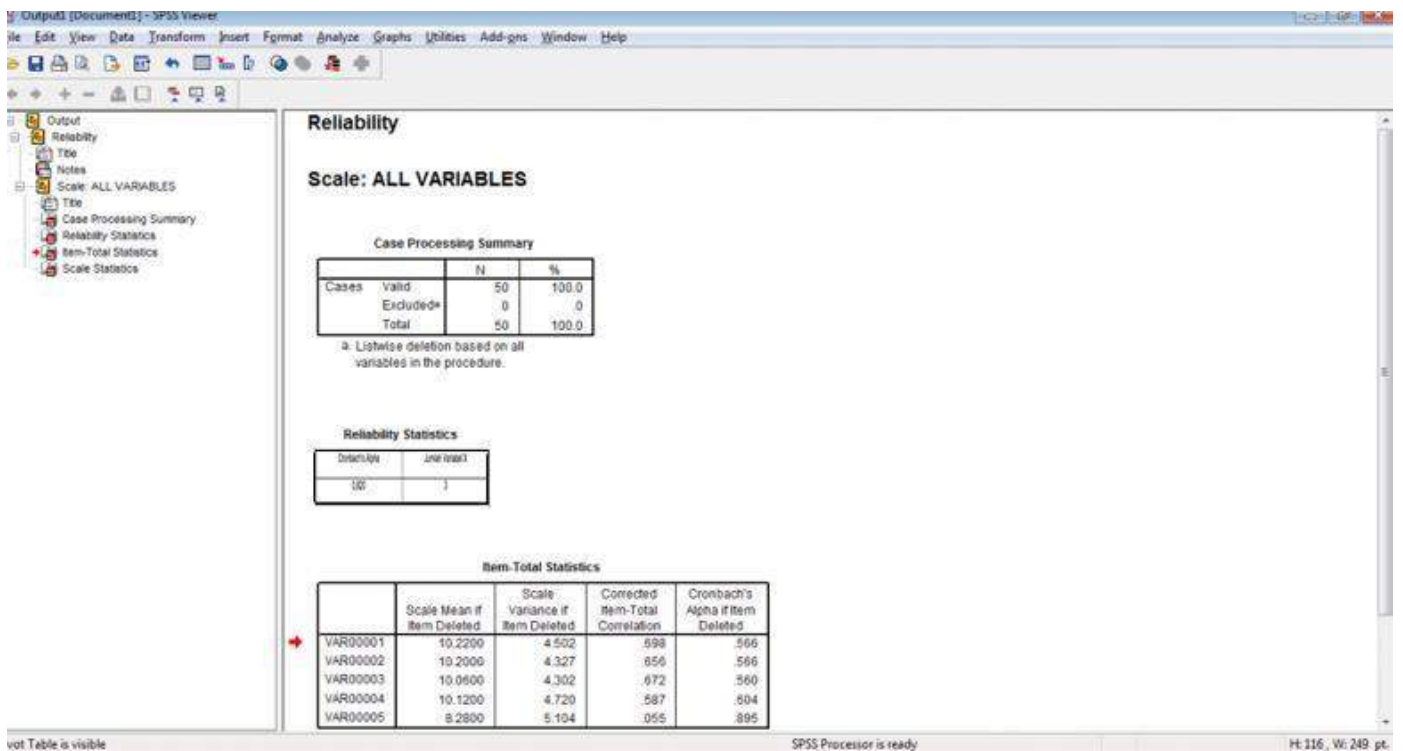 Output1 [Document1] - SPSS Viewer
ile Edit View Data Transform Insert Format Analyze Graphs Utilities Add-ons Window Help
Output
Reliability
Title
Notes
Scale: ALL VARIABLES
Title
Case Processing Summary
Reliability Statistics
Item-Total Statistics
Scale Statistics
Reliability
Scale: ALL VARIABLES
Case Processing Summary
N %
Cases Valid 50 100.0
Excludedª 0 .0
Total 50 100.0
a. Listwise deletion based on all
variables in the procedure.
Reliability Statistics
Item-Total Statistics
Scale Mean if Item Deleted Scale Variance if Item Deleted Corrected Item-Total Correlation Cronbach's Alpha if Item Deleted
VAR00001 10.2200 4.502 .698 .566
VAR00002 10.2000 4.327 .656 .566
VAR00003 10.0600 4.302 .672 .560
VAR00004 10.1200 4.720 .587 .604
VAR00005 8.2800 5.104 .055 .895
vot Table is visible SPSS Processor is ready H: 116, W: 249 pt.